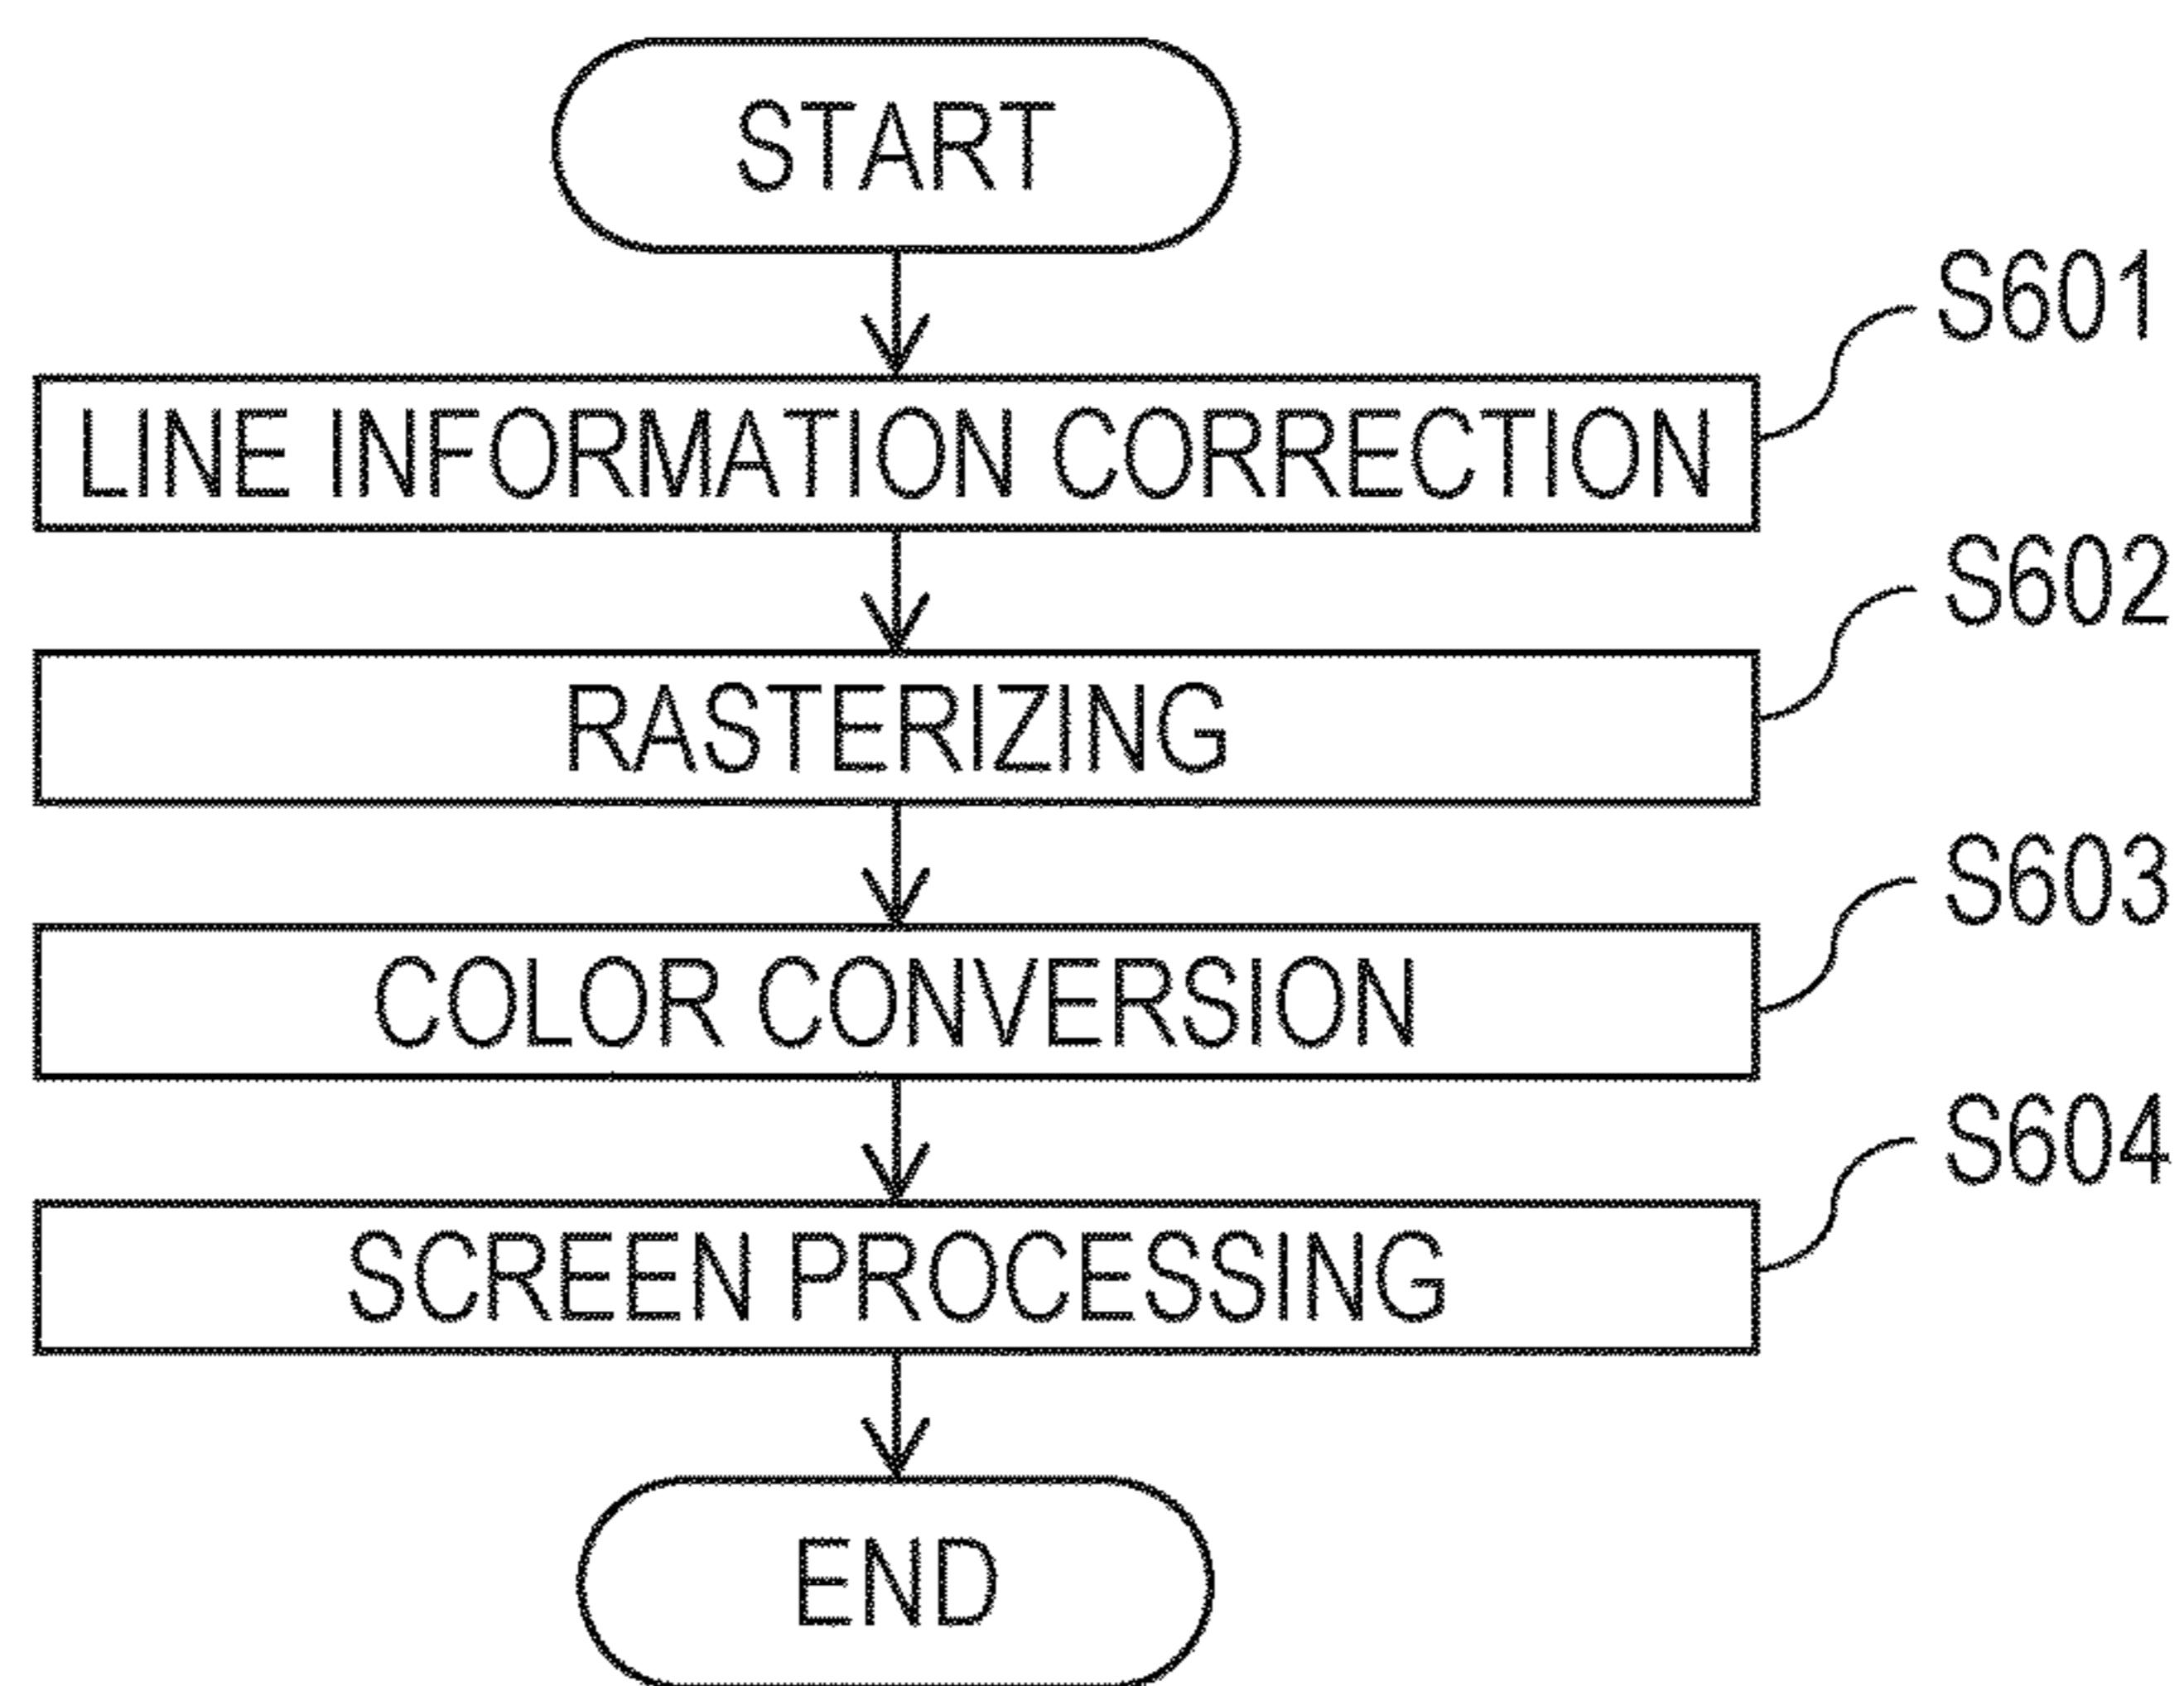 START
S601
LINE INFORMATION CORRECTION
S602
RASTERIZING
S603
COLOR CONVERSION
S604
SCREEN PROCESSING
END